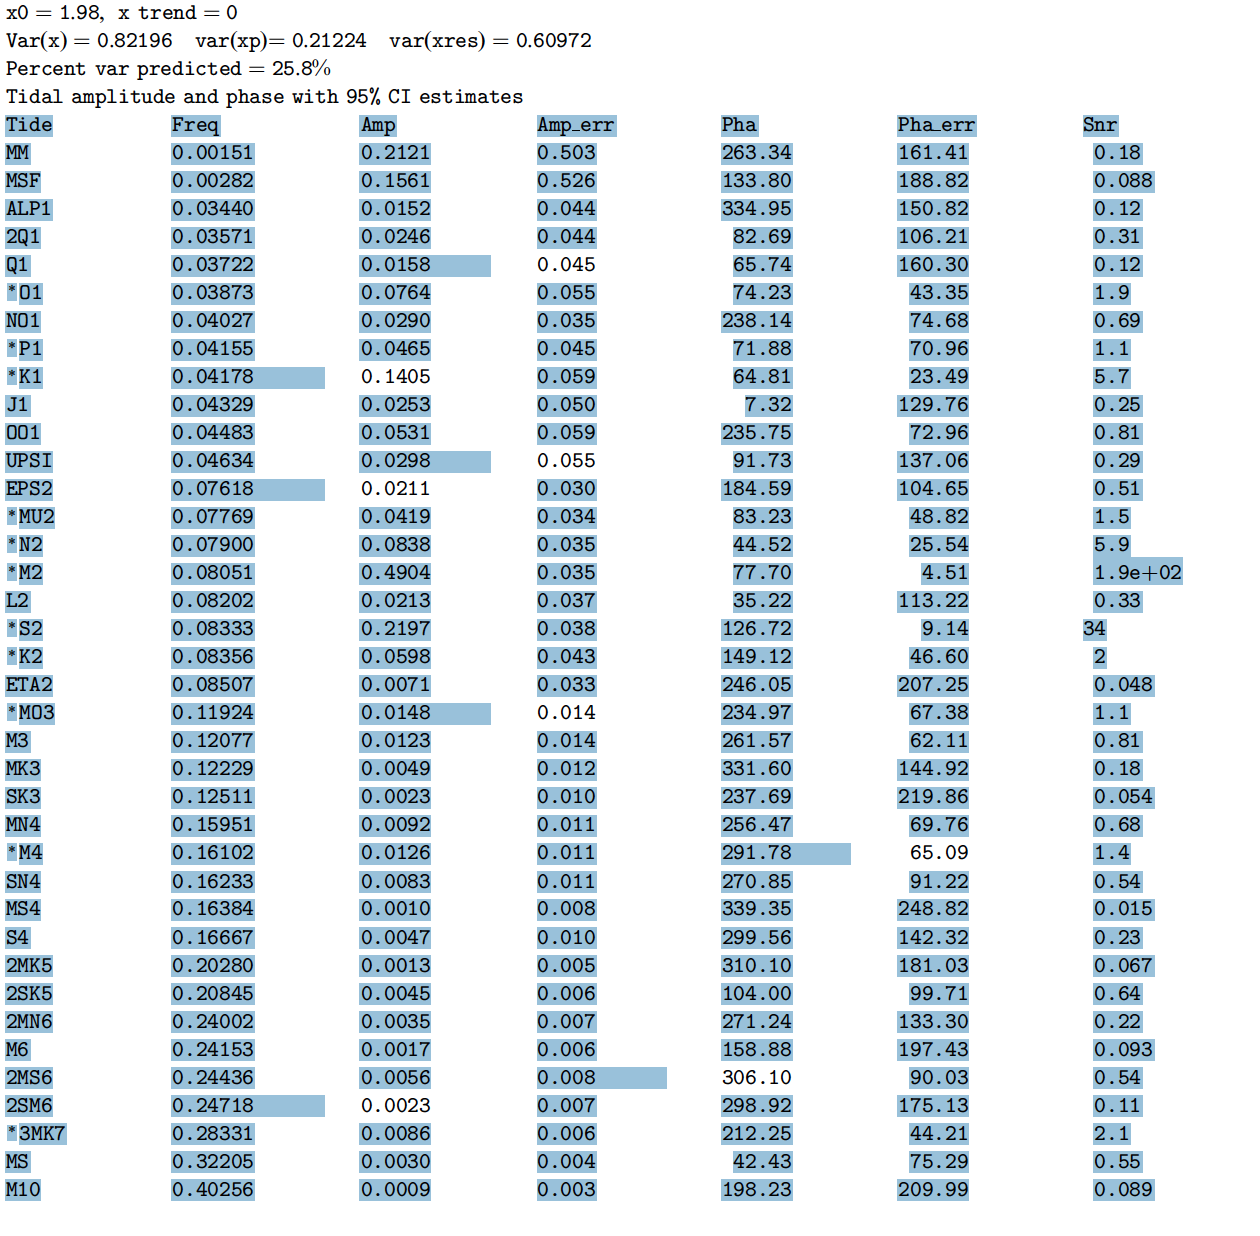 x0 = 1.98, x trend = 0
Var(x) = 0.82196 var(xp)= 0.21224 var(xres) = 0.60972
Percent var predicted = 25.8%
Tidal amplitude and phase with 95% CI estimates
Tide Freq Amp Amp_err Pha Pha_err Snr
MM 0.00151 0.2121 0.503 263.34 161.41 0.18
MSF 0.00282 0.1561 0.526 133.80 188.82 0.088
ALP1 0.03440 0.0152 0.044 334.95 150.82 0.12
2Q1 0.03571 0.0246 0.044 82.69 106.21 0.31
Q1 0.03722 0.0158 0.045 65.74 160.30 0.12
*O1 0.03873 0.0764 0.055 74.23 43.35 1.9
NO1 0.04027 0.0290 0.035 238.14 74.68 0.69
*P1 0.04155 0.0465 0.045 71.88 70.96 1.1
*K1 0.04178 0.1405 0.059 64.81 23.49 5.7
J1 0.04329 0.0253 0.050 7.32 129.76 0.25
OO1 0.04483 0.0531 0.059 235.75 72.96 0.81
UPSI 0.04634 0.0298 0.055 91.73 137.06 0.29
EPS2 0.07618 0.0211 0.030 184.59 104.65 0.51
*MU2 0.07769 0.0419 0.034 83.23 48.82 1.5
*N2 0.07900 0.0838 0.035 44.52 25.54 5.9
*M2 0.08051 0.4904 0.035 77.70 4.51 1.9e+02
L2 0.08202 0.0213 0.037 35.22 113.22 0.33
*S2 0.08333 0.2197 0.038 126.72 9.14 34
*K2 0.08356 0.0598 0.043 149.12 46.60 2
ETA2 0.08507 0.0071 0.033 246.05 207.25 0.048
*MO3 0.11924 0.0148 0.014 234.97 67.38 1.1
M3 0.12077 0.0123 0.014 261.57 62.11 0.81
MK3 0.12229 0.0049 0.012 331.60 144.92 0.18
SK3 0.12511 0.0023 0.010 237.69 219.86 0.054
MN4 0.15951 0.0092 0.011 256.47 69.76 0.68
*M4 0.16102 0.0126 0.011 291.78 65.09 1.4
SN4 0.16233 0.0083 0.011 270.85 91.22 0.54
MS4 0.16384 0.0010 0.008 339.35 248.82 0.015
S4 0.16667 0.0047 0.010 299.56 142.32 0.23
2MK5 0.20280 0.0013 0.005 310.10 181.03 0.067
2SK5 0.20845 0.0045 0.006 104.00 99.71 0.64
2MN6 0.24002 0.0035 0.007 271.24 133.30 0.22
M6 0.24153 0.0017 0.006 158.88 197.43 0.093
2MS6 0.24436 0.0056 0.008 306.10 90.03 0.54
2SM6 0.24718 0.0023 0.007 298.92 175.13 0.11
*3MK7 0.28331 0.0086 0.006 212.25 44.21 2.1
MS 0.32205 0.0030 0.004 42.43 75.29 0.55
M10 0.40256 0.0009 0.003 198.23 209.99 0.089